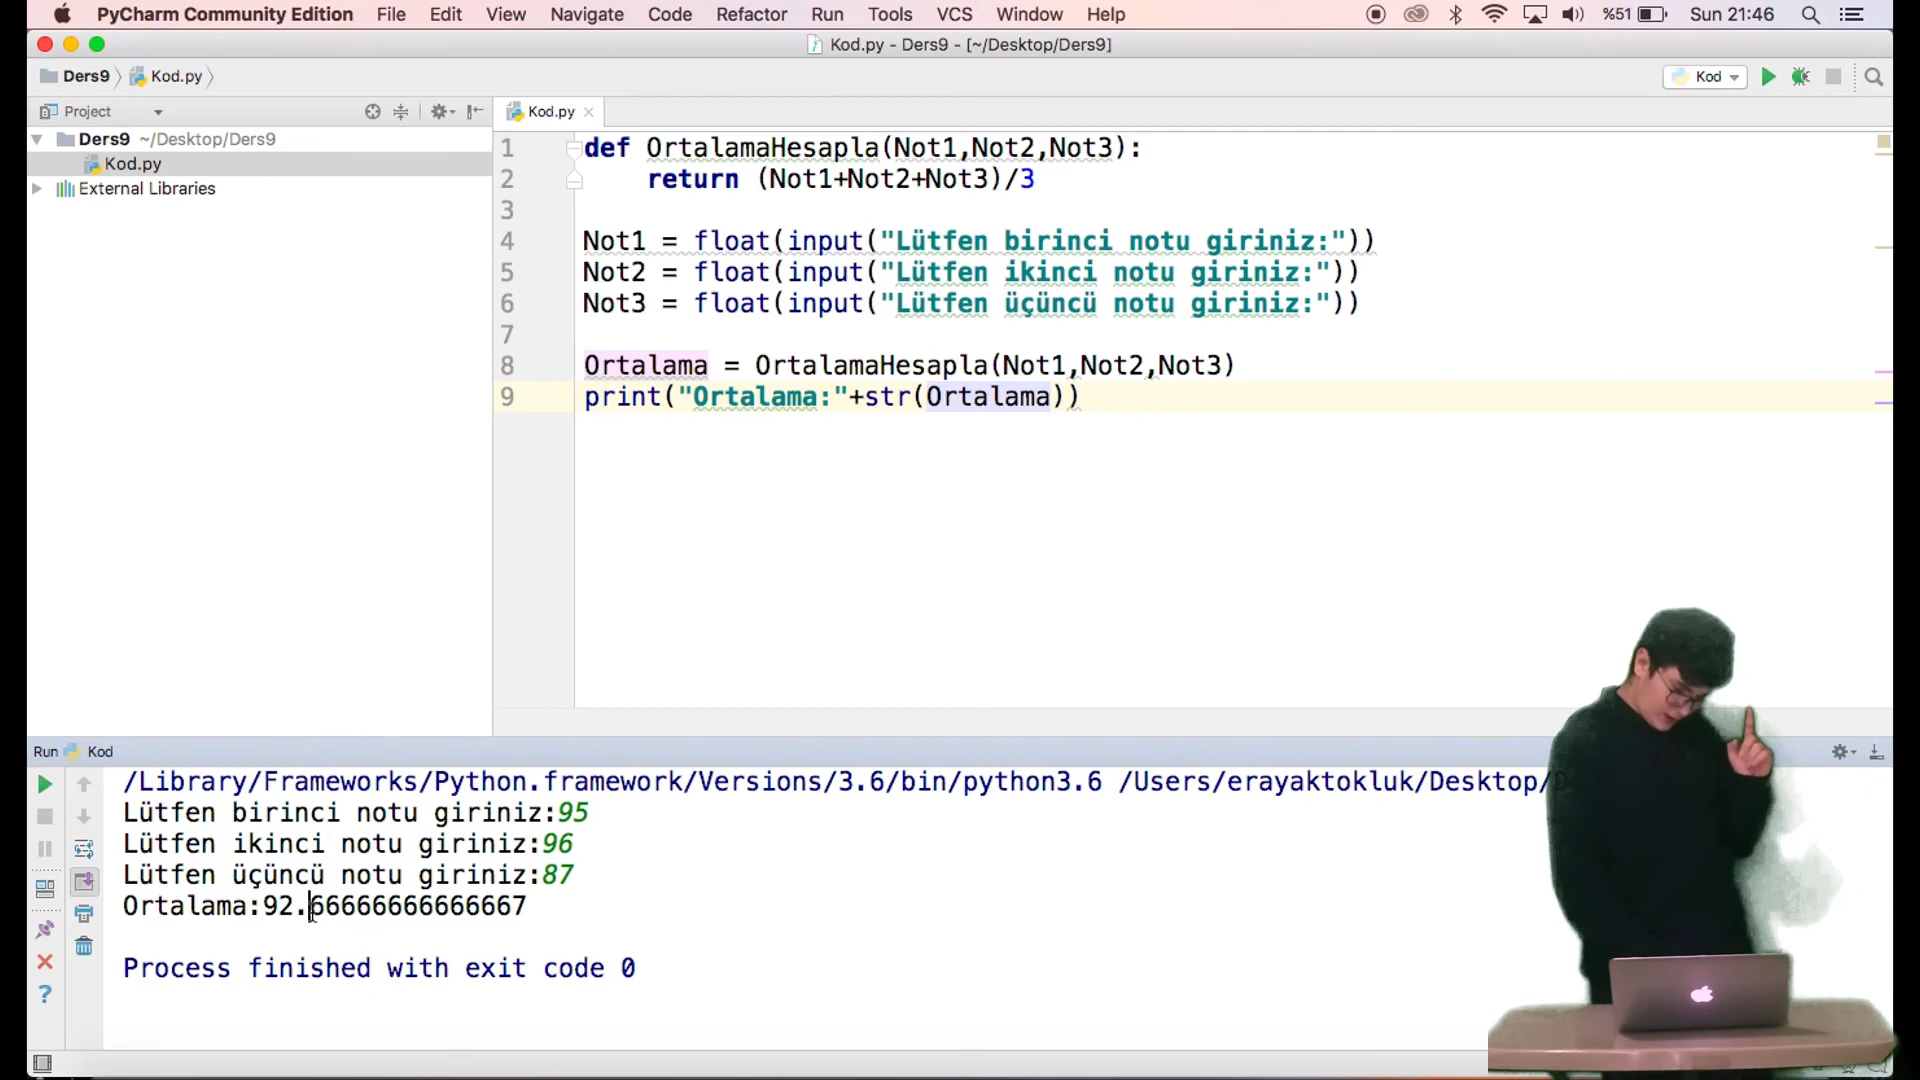 PyCharm Community Edition File Edit View Navigate Code Refactor Run Tools VCS Window Help %51 Sun 21:46
Kod.py - Ders9 - [~/Desktop/Ders9]
Ders9 Kod.py Kod
Project Kod.py
Ders9 ~/Desktop/Ders9
Kod.py
External Libraries
1 def OrtalamaHesapla(Not1,Not2,Not3):
2 return (Not1+Not2+Not3)/3
3
4 Not1 = float(input("Lütfen birinci notu giriniz:"))
5 Not2 = float(input("Lütfen ikinci notu giriniz:"))
6 Not3 = float(input("Lütfen üçüncü notu giriniz:"))
7
8 Ortalama = OrtalamaHesapla(Not1,Not2,Not3)
9 print("Ortalama:"+str(Ortalama))
Run Kod
/Library/Frameworks/Python.framework/Versions/3.6/bin/python3.6 /Users/erayaktokluk/Desktop/
Lütfen birinci notu giriniz:95
Lütfen ikinci notu giriniz:96
Lütfen üçüncü notu giriniz:87
Ortalama:92.66666666666667
Process finished with exit code 0